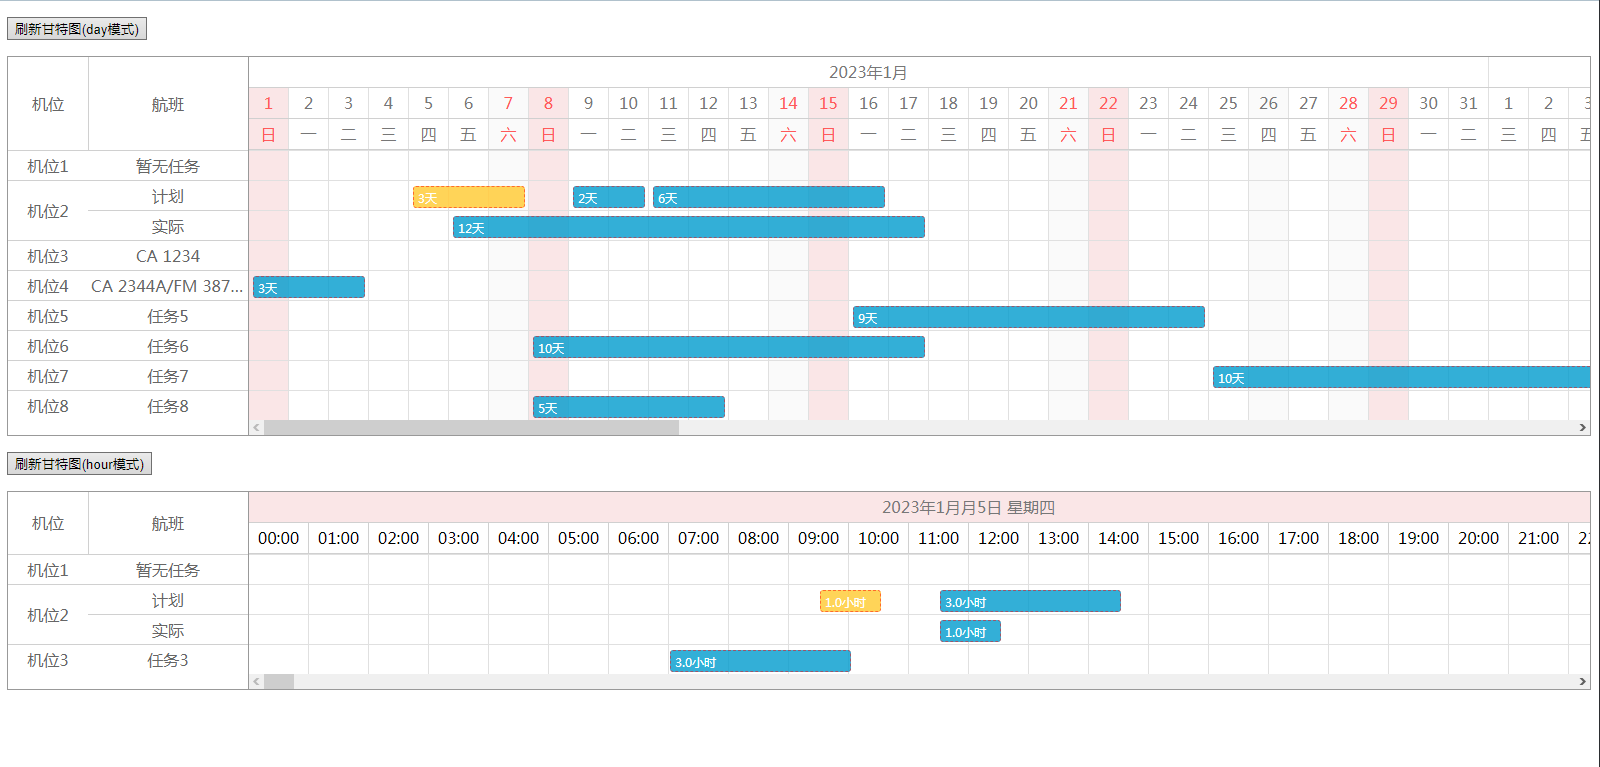 刷新甘特图(day模式)
机位 航班 2023年1月
1 2 3 4 5 6 7 8 9 10 11 12 13 14 15 16 17 18 19 20 21 22 23 24 25 26 27 28 29 30 31 1 2
日 一 二 三 四 五 六 日 一 二 三 四 五 六 日 一 二 三 四 五 六 日 一 二 三 四 五 六 日 一 二 三 四
机位1 暂无任务
机位2 计划 3天 2天 6天
实际 12天
机位3 CA 1234
机位4 CA 2344A/FM 387... 3天
机位5 任务5 9天
机位6 任务6 10天
机位7 任务7 10天
机位8 任务8 5天
刷新甘特图(hour模式)
机位 航班 2023年1月月5日 星期四
00:00 01:00 02:00 03:00 04:00 05:00 06:00 07:00 08:00 09:00 10:00 11:00 12:00 13:00 14:00 15:00 16:00 17:00 18:00 19:00 20:00 21:00
机位1 暂无任务
机位2 计划 1.0小时 3.0小时
实际 1.0小时
机位3 任务3 3.0小时